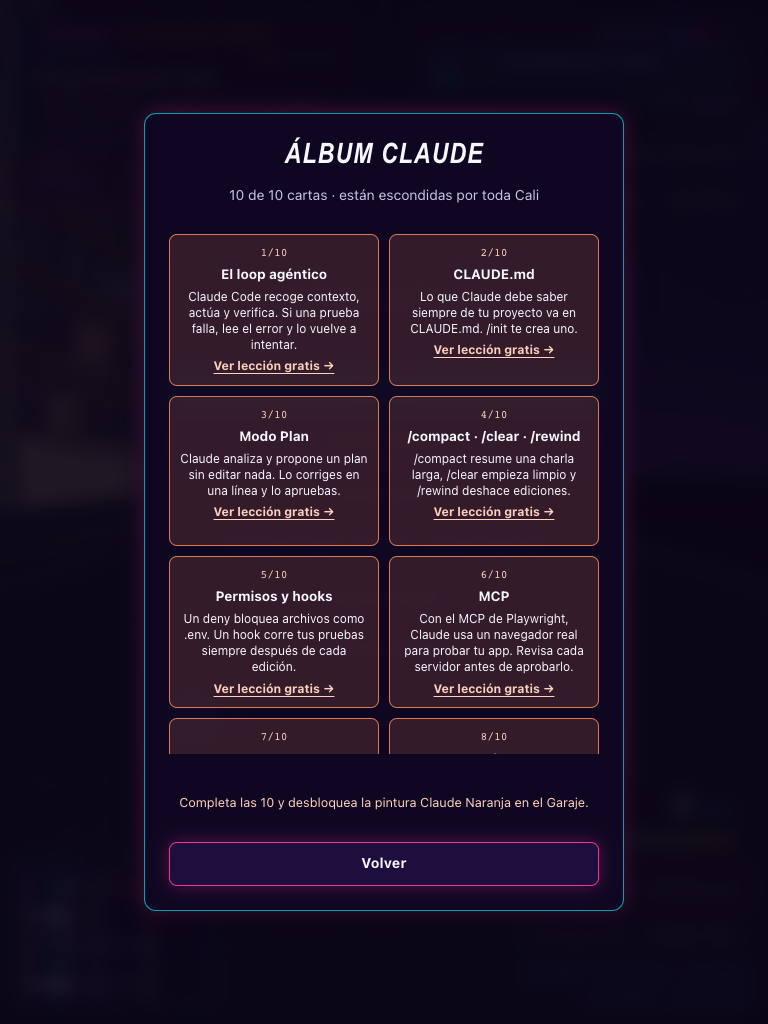 ÁLBUM CLAUDE
10 de 10 cartas · están escondidas por toda Cali
1/10
El loop agéntico
Claude Code recoge contexto,
actúa y verifica. Si una prueba
falla, lee el error y lo vuelve a
intentar.
Ver lección gratis →
2/10
CLAUDE.md
Lo que Claude debe saber
siempre de tu proyecto va en
CLAUDE.md. /init te crea uno.
Ver lección gratis →
3/10
Modo Plan
Claude analiza y propone un plan
sin editar nada. Lo corriges en
una línea y lo apruebas.
Ver lección gratis →
4/10
/compact · /clear · /rewind
/compact resume una charla
larga, /clear empieza limpio y
/rewind deshace ediciones.
Ver lección gratis →
5/10
Permisos y hooks
Un deny bloquea archivos como
.env. Un hook corre tus pruebas
siempre después de cada
edición.
Ver lección gratis →
6/10
MCP
Con el MCP de Playwright,
Claude usa un navegador real
para probar tu app. Revisa cada
servidor antes de aprobarlo.
Ver lección gratis →
7/10
8/10
Completa las 10 y desbloquea la pintura Claude Naranja en el Garaje.
Volver